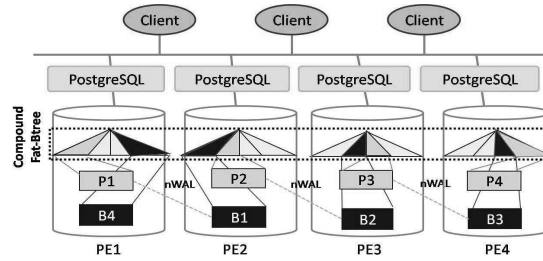 Client Client Client
PostgreSQL PostgreSQL PostgreSQL PostgreSQL
Compound
Fat-Btree
P1 nWAL P2 nWAL P3 nWAL P4
B4 B1 B2 B3
PE1 PE2 PE3 PE4